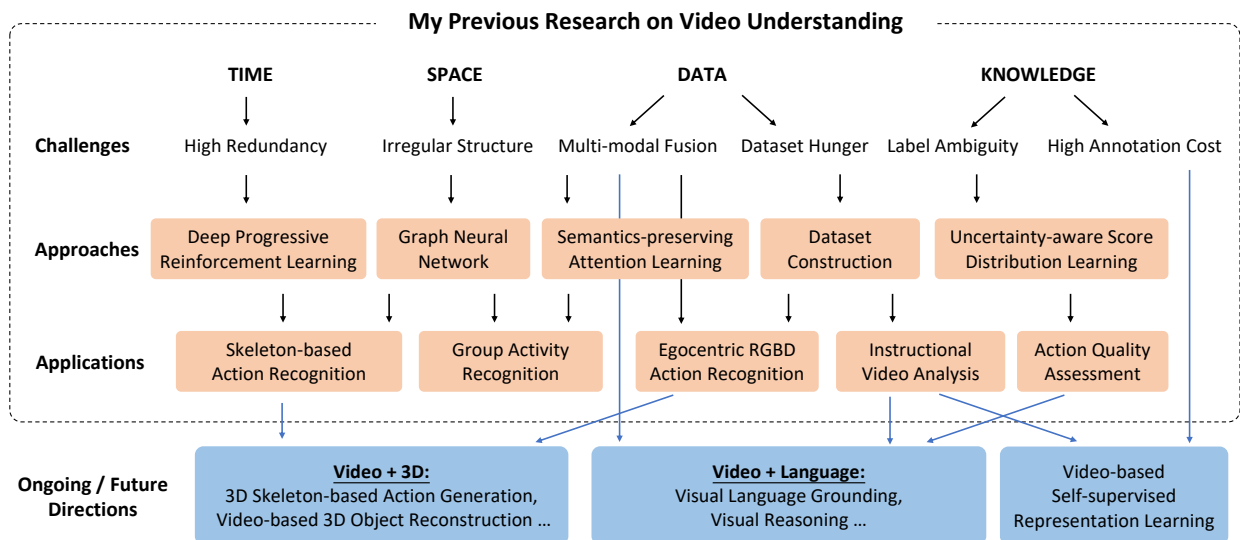 My Previous Research on Video Understanding
TIME
SPACE
DATA
KNOWLEDGE
Challenges
High Redundancy
Irregular Structure
Multi-modal Fusion
Dataset Hunger
Label Ambiguity
High Annotation Cost
Approaches
Deep Progressive
Reinforcement Learning
Graph Neural
Network
Semantics-preserving
Attention Learning
Dataset
Construction
Uncertainty-aware Score
Distribution Learning
Applications
Skeleton-based
Action Recognition
Group Activity
Recognition
Egocentric RGBD
Action Recognition
Instructional
Video Analysis
Action Quality
Assessment
Ongoing / Future
Directions
Video + 3D:
3D Skeleton-based Action Generation,
Video-based 3D Object Reconstruction ...
Video + Language:
Visual Language Grounding,
Visual Reasoning ...
Video-based
Self-supervised
Representation Learning